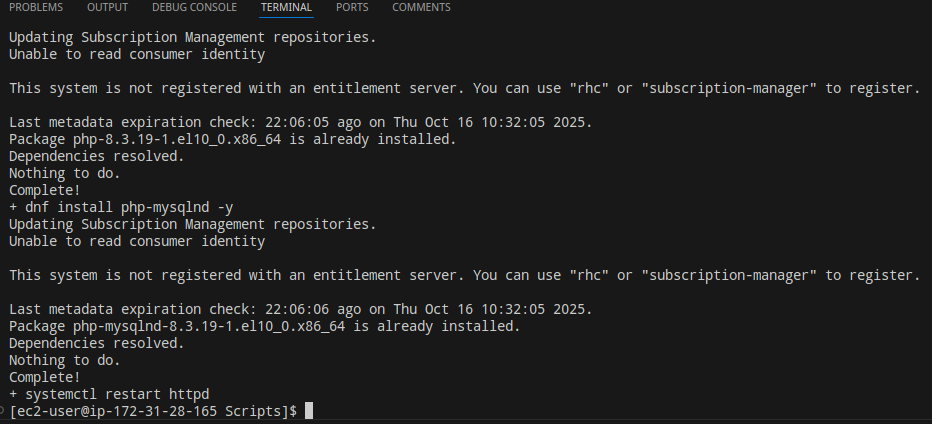 PROBLEMS OUTPUT DEBUG CONSOLE TERMINAL PORTS COMMENTS
Updating Subscription Management repositories.
Unable to read consumer identity
This system is not registered with an entitlement server. You can use "rhc" or "subscription-manager" to register.
Last metadata expiration check: 22:06:05 ago on Thu Oct 16 10:32:05 2025.
Package php-8.3.19-1.el10_0.x86_64 is already installed.
Dependencies resolved.
Nothing to do.
Complete!
+ dnf install php-mysqlnd -y
Updating Subscription Management repositories.
Unable to read consumer identity
This system is not registered with an entitlement server. You can use "rhc" or "subscription-manager" to register.
Last metadata expiration check: 22:06:06 ago on Thu Oct 16 10:32:05 2025.
Package php-mysqlnd-8.3.19-1.el10_0.x86_64 is already installed.
Dependencies resolved.
Nothing to do.
Complete!
+ systemctl restart httpd
[ec2-user@ip-172-31-28-165 Scripts]$